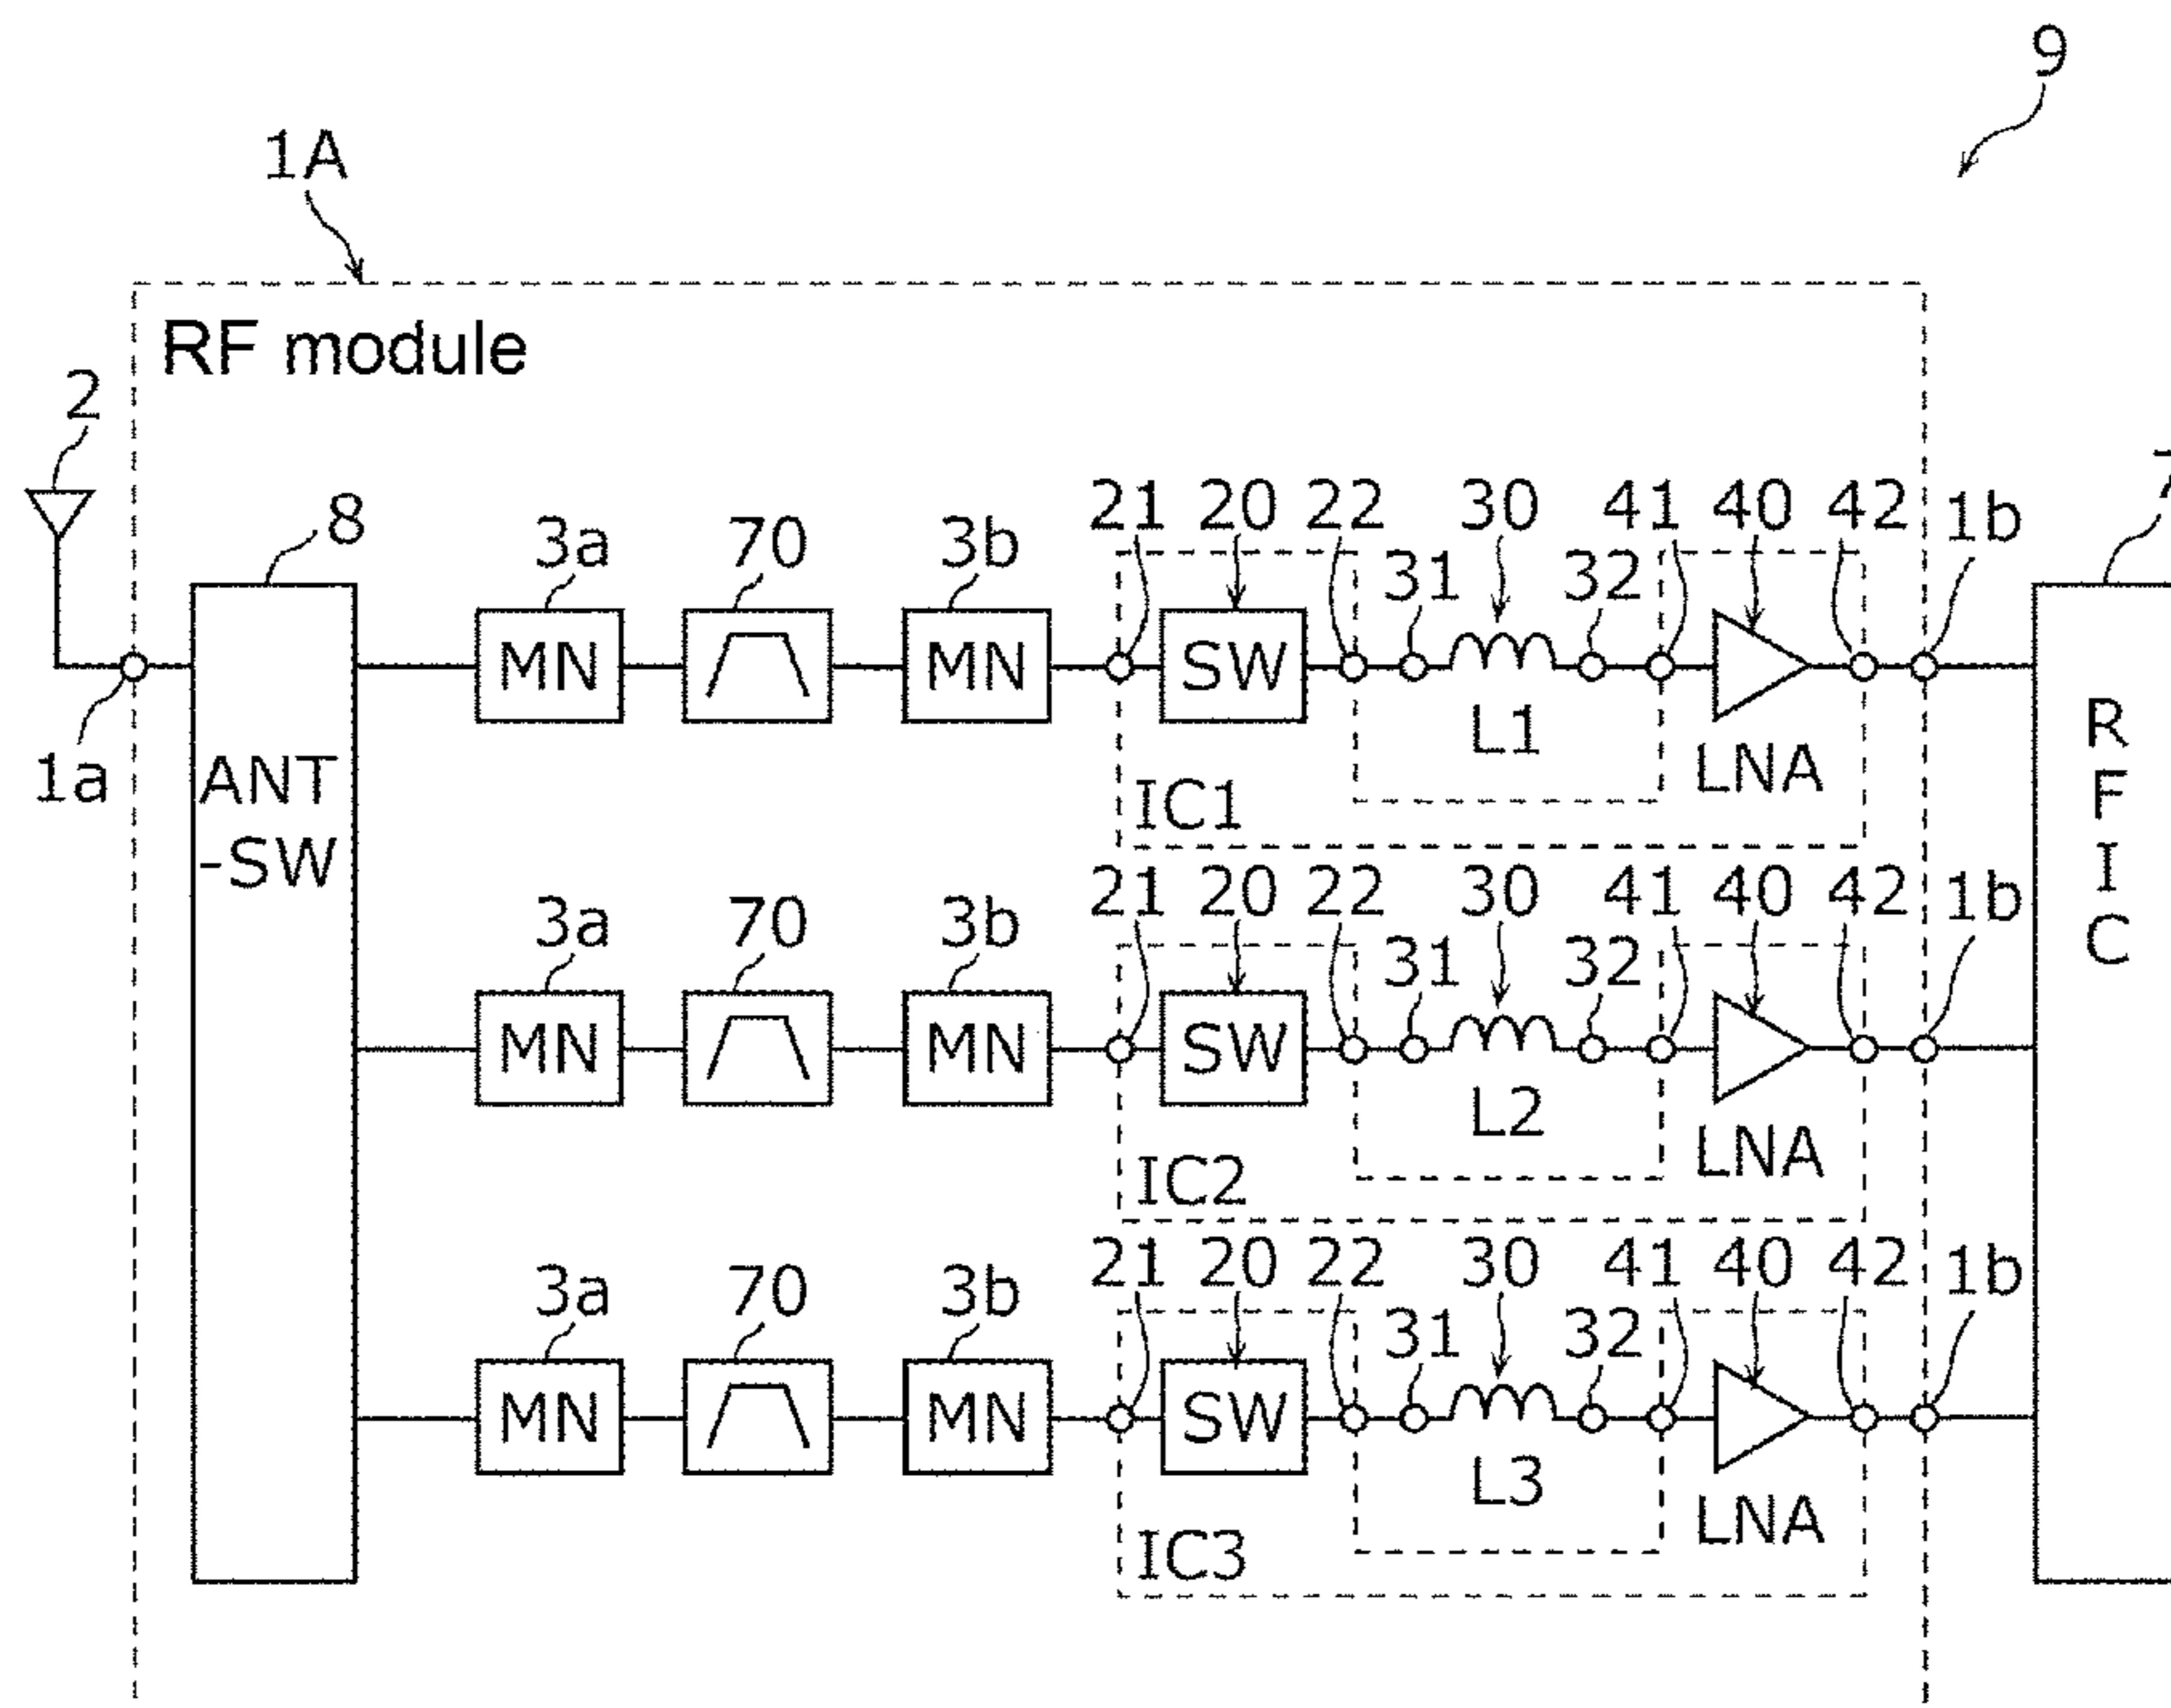 9
1A
RF module
2
8
3a 70 3b 21 20 22 31 30 32 41 40 42 1b
1a
ANT
-SW
MN MN SW L1 LNA
IC1
R
F
I
C
3a 70 3b 21 20 22 31 30 32 41 40 42 1b
MN MN SW L2 LNA
IC2
3a 70 3b 21 20 22 31 30 32 41 40 42 1b
MN MN SW L3 LNA
IC3